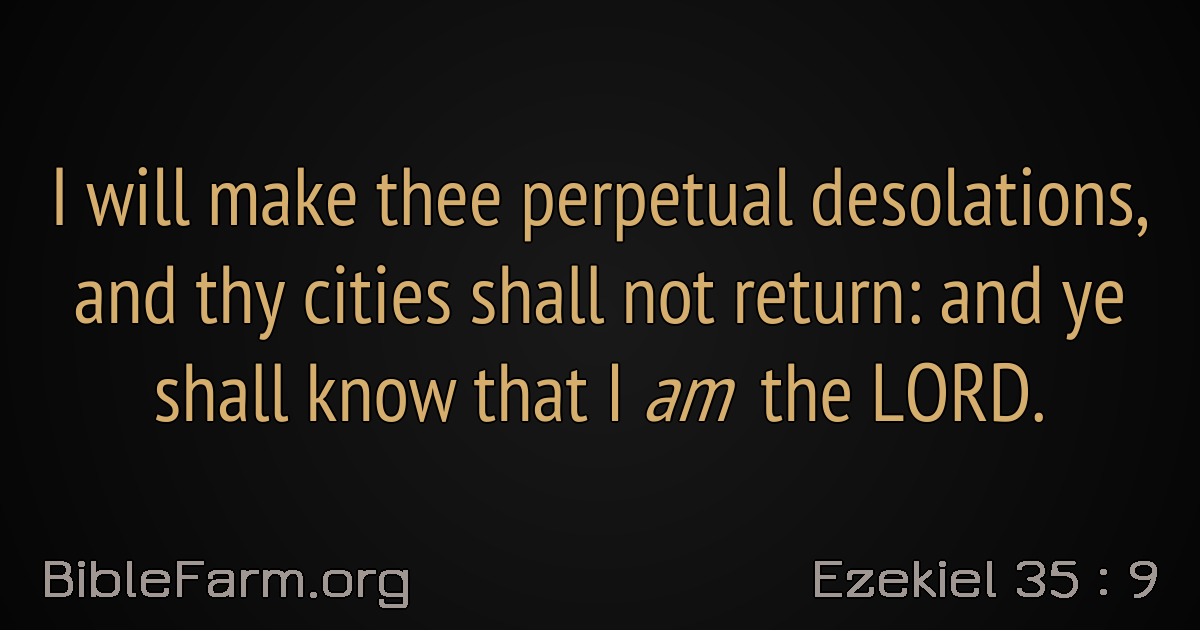 I will make thee perpetual desolations,
and thy cities shall not return: and ye
shall know that I am the LORD.
BibleFarm.org
Ezekiel 35 : 9